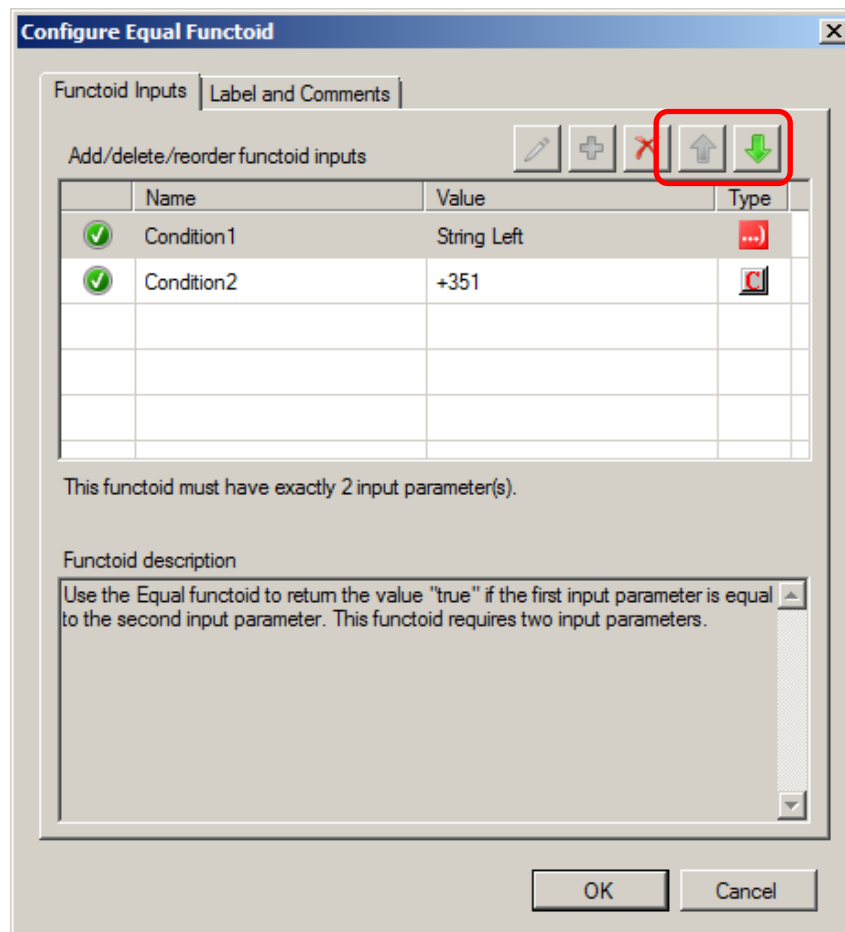 Configure Equal Functoid
Functoid Inputs Label and Comments
Add/delete/reorder functoid inputs
Name Value Type
Condition1 String Left ...)
Condition2 +351 C
This functoid must have exactly 2 input parameter(s).
Functoid description
Use the Equal functoid to return the value "true" if the first input parameter is equal
to the second input parameter. This functoid requires two input parameters.
OK Cancel